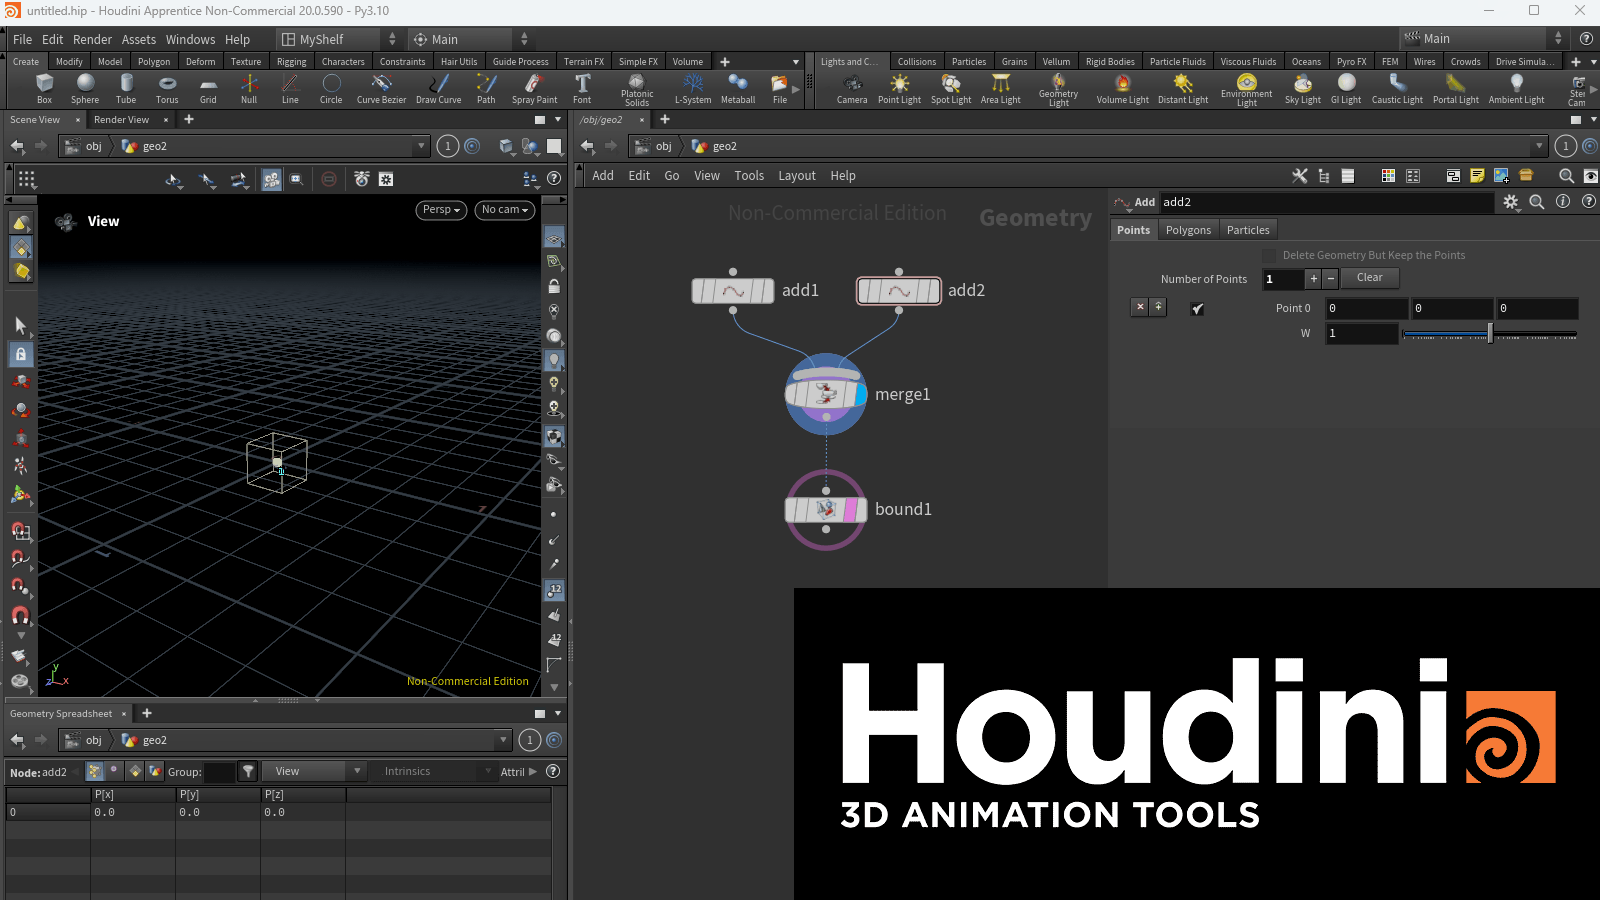 untitled.hip - Houdini Apprentice Non-Commercial 20.0.590 - Py3.10
File Edit Render Assets Windows Help MyShelf Main Main
Create Modify Model Polygon Deform Texture Rigging Characters Constraints Hair Utils Guide Process Terrain FX Simple FX Volume
Lights and C... Collisions Particles Grains Vellum Rigid Bodies Particle Fluids Viscous Fluids Oceans Pyro FX FEM Wires Crowds Drive Simula...
Box Sphere Tube Torus Grid Null Line Circle Curve Bezier Draw Curve Path Spray Paint Font Platonic Solids L-System Metaball File
Camera Point Light Spot Light Area Light Geometry Light Volume Light Distant Light Environment Light Sky Light GI Light Caustic Light Portal Light Ambient Light Ster Cam
Scene View Render View
obj geo2 1
View
Persp No cam
12
12
y
z x
Non-Commercial Edition
Geometry Spreadsheet
obj geo2 1
Node: add2 Group: View Intrinsics Attril
P[x] P[y] P[z]
0 0.0 0.0 0.0
/obj/geo2
obj geo2 1
Add Edit Go View Tools Layout Help
Non-Commercial Edition
Geometry
add1
add2
merge1
bound1
Add add2
Points Polygons Particles
Delete Geometry But Keep the Points
Number of Points 1 + − Clear
Point 0 0 0 0
W 1
Houdini
3D ANIMATION TOOLS